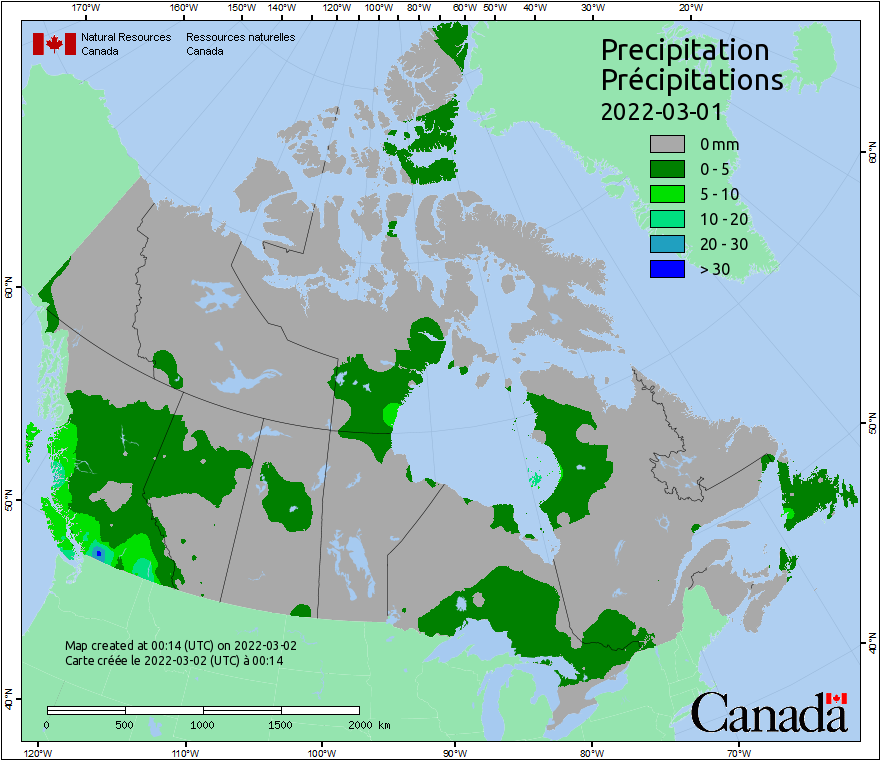 170°W 160°W 150°W 140°W 130°W 120°W 110°W 100°W 90°W 80°W 60°W 50°W 40°W 30°W 20°W
Natural Resources Ressources naturelles
Canada Canada
Precipitation
Précipitations
2022-03-01
0 mm
0 - 5
5 - 10
10 - 20
20 - 30
> 30
60°N
60°N
50°N
50°N
40°N
40°N
Map created at 00:14 (UTC) on 2022-03-02
Carte créée le 2022-03-02 (UTC) à 00:14
0 500 1000 1500 2000 km
Canada
120°W 110°W 100°W 90°W 80°W 70°W